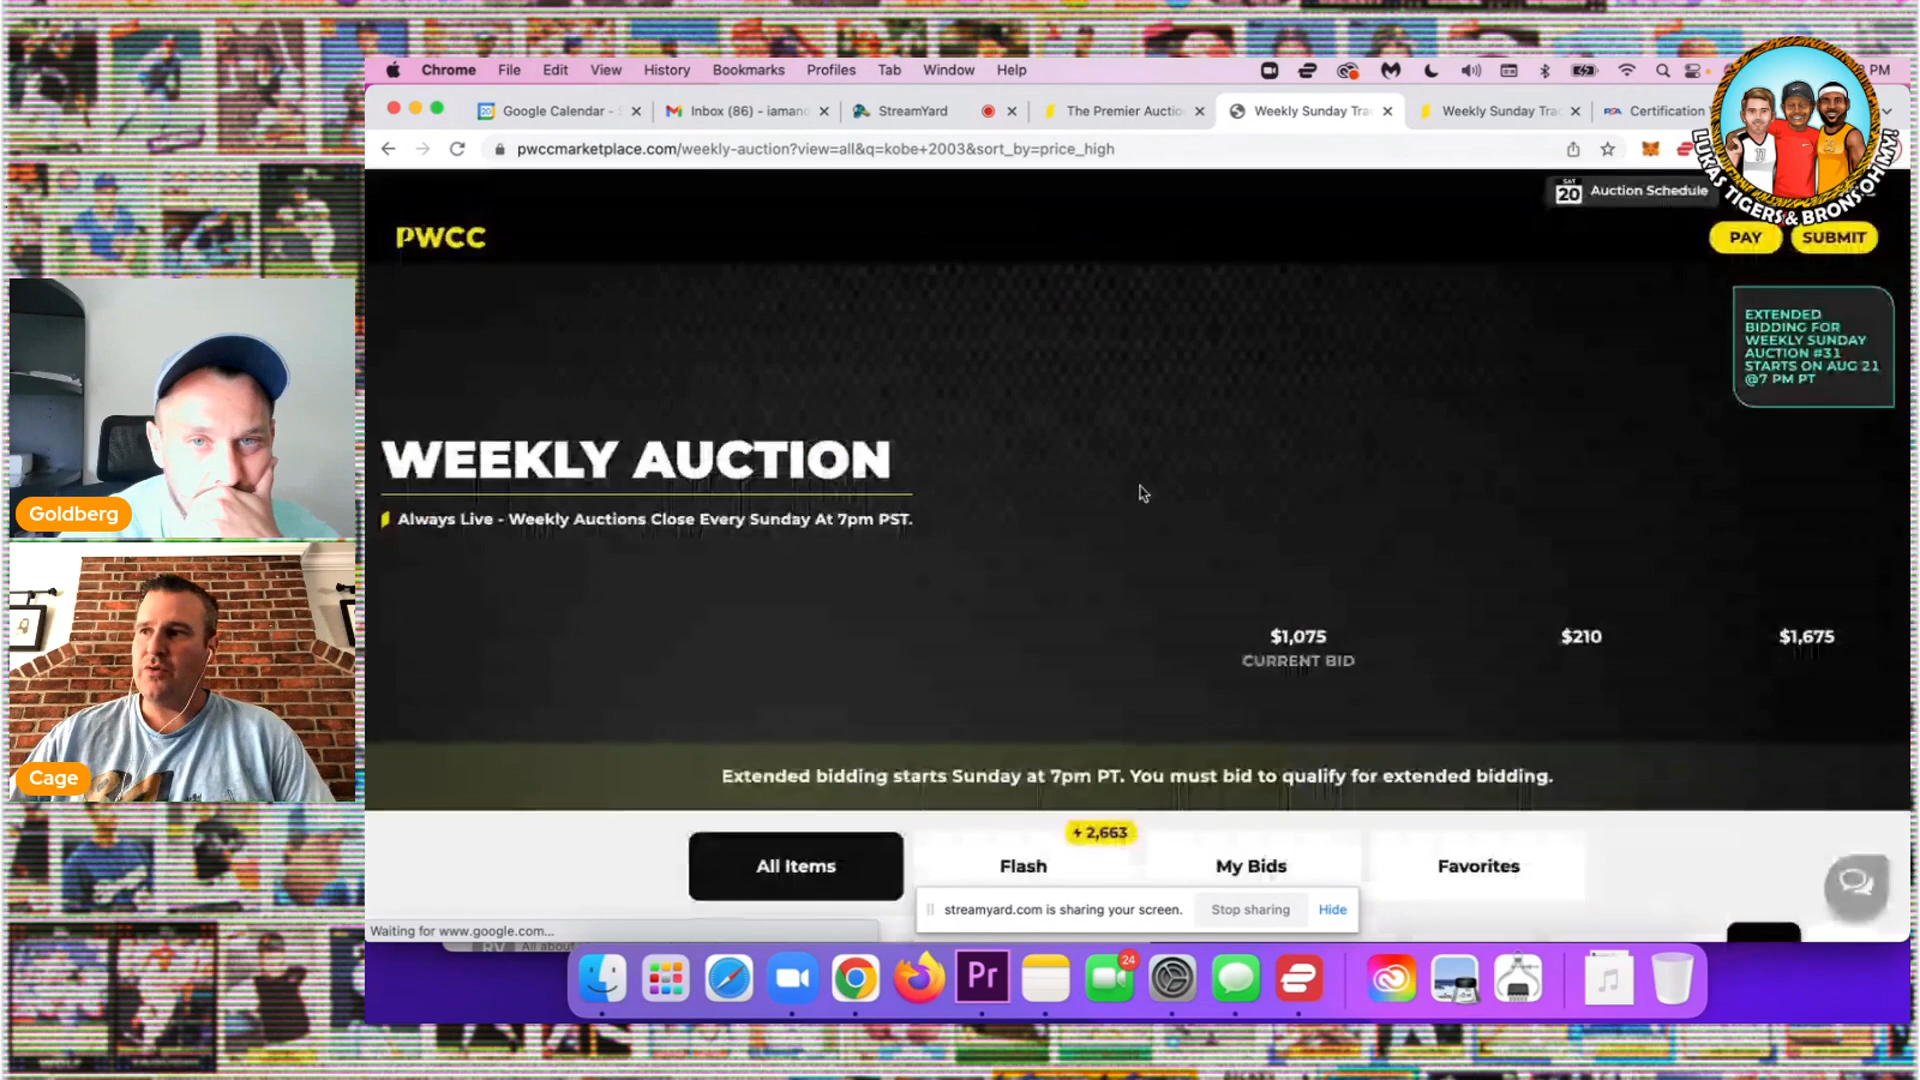 Chrome File Edit View History Bookmarks Profiles Tab Window Help
PM
Google Calendar -
Inbox (86) - iamano
StreamYard
The Premier Auctio
Weekly Sunday Tra
Weekly Sunday Tra
PSA Certification
pwccmarketplace.com/weekly-auction?view=all&q=kobe+2003&sort_by=price_high
LUKAS TIGERS & BRONS OH MY!
SAT
20
Auction Schedule
PWCC
PAY
SUBMIT
EXTENDED
BIDDING FOR
WEEKLY SUNDAY
AUCTION #31
STARTS ON AUG 21
@7 PM PT
WEEKLY AUCTION
Always Live - Weekly Auctions Close Every Sunday At 7pm PST.
Goldberg
$1,075
CURRENT BID
$210
$1,675
Cage
Extended bidding starts Sunday at 7pm PT. You must bid to qualify for extended bidding.
2,663
All Items
Flash
My Bids
Favorites
streamyard.com is sharing your screen.
Stop sharing
Hide
Waiting for www.google.com...
All about
24
Pr